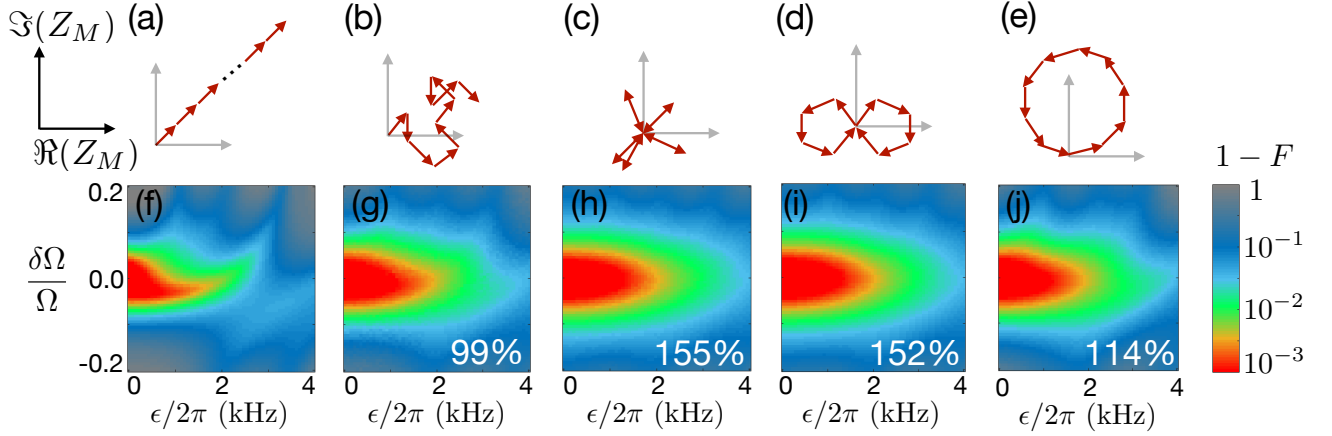 ℑ(Z_M)
ℜ(Z_M)
(a)
(b)
(c)
(d)
(e)
1 − F
(f)
(g)
(h)
(i)
(j)
0.2
0.0
-0.2
δΩ/Ω
99%
155%
152%
114%
1
10^{-1}
10^{-2}
10^{-3}
0 2 4
0 2 4
0 2 4
0 2 4
0 2 4
ϵ/2π (kHz)
ϵ/2π (kHz)
ϵ/2π (kHz)
ϵ/2π (kHz)
ϵ/2π (kHz)